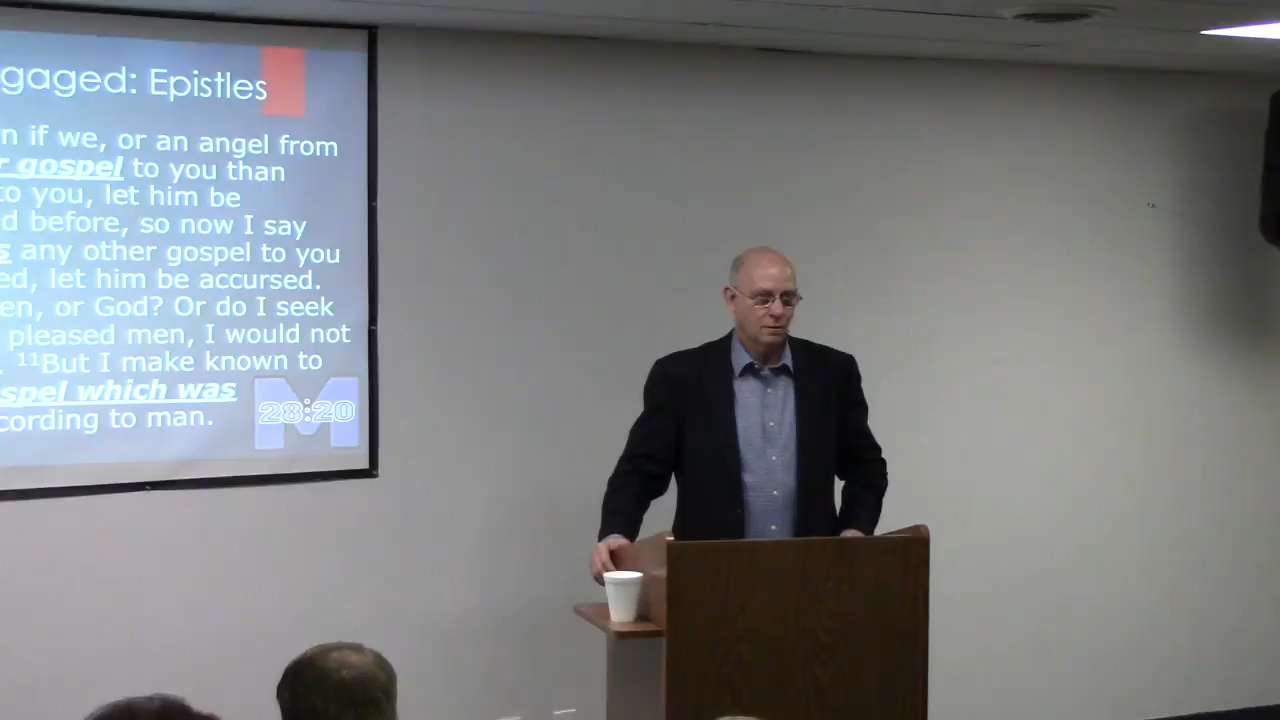 gaged: Epistles
n if we, or an angel from
r gospel to you than
to you, let him be
d before, so now I say
s any other gospel to you
ed, let him be accursed.
en, or God? Or do I seek
pleased men, I would not
. ¹¹But I make known to
spel which was
cording to man.
M
28:20